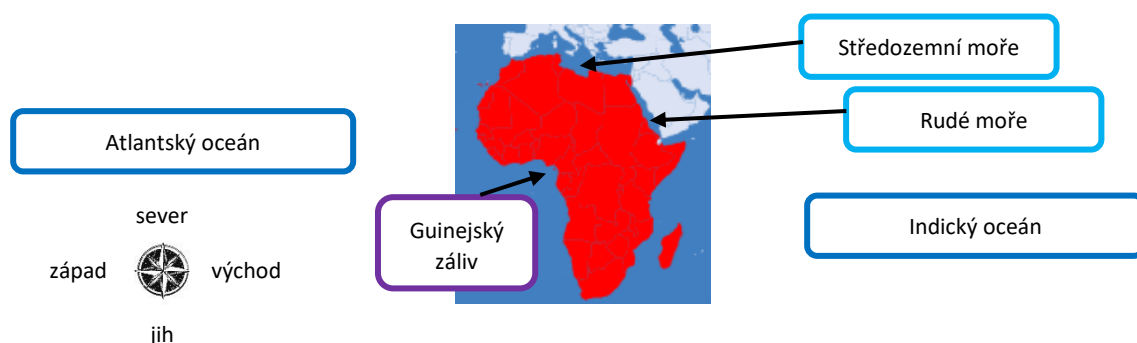 Středozemní moře
Rudé moře
Atlantský oceán
Guinejský
záliv
Indický oceán
sever
západ
východ
jih